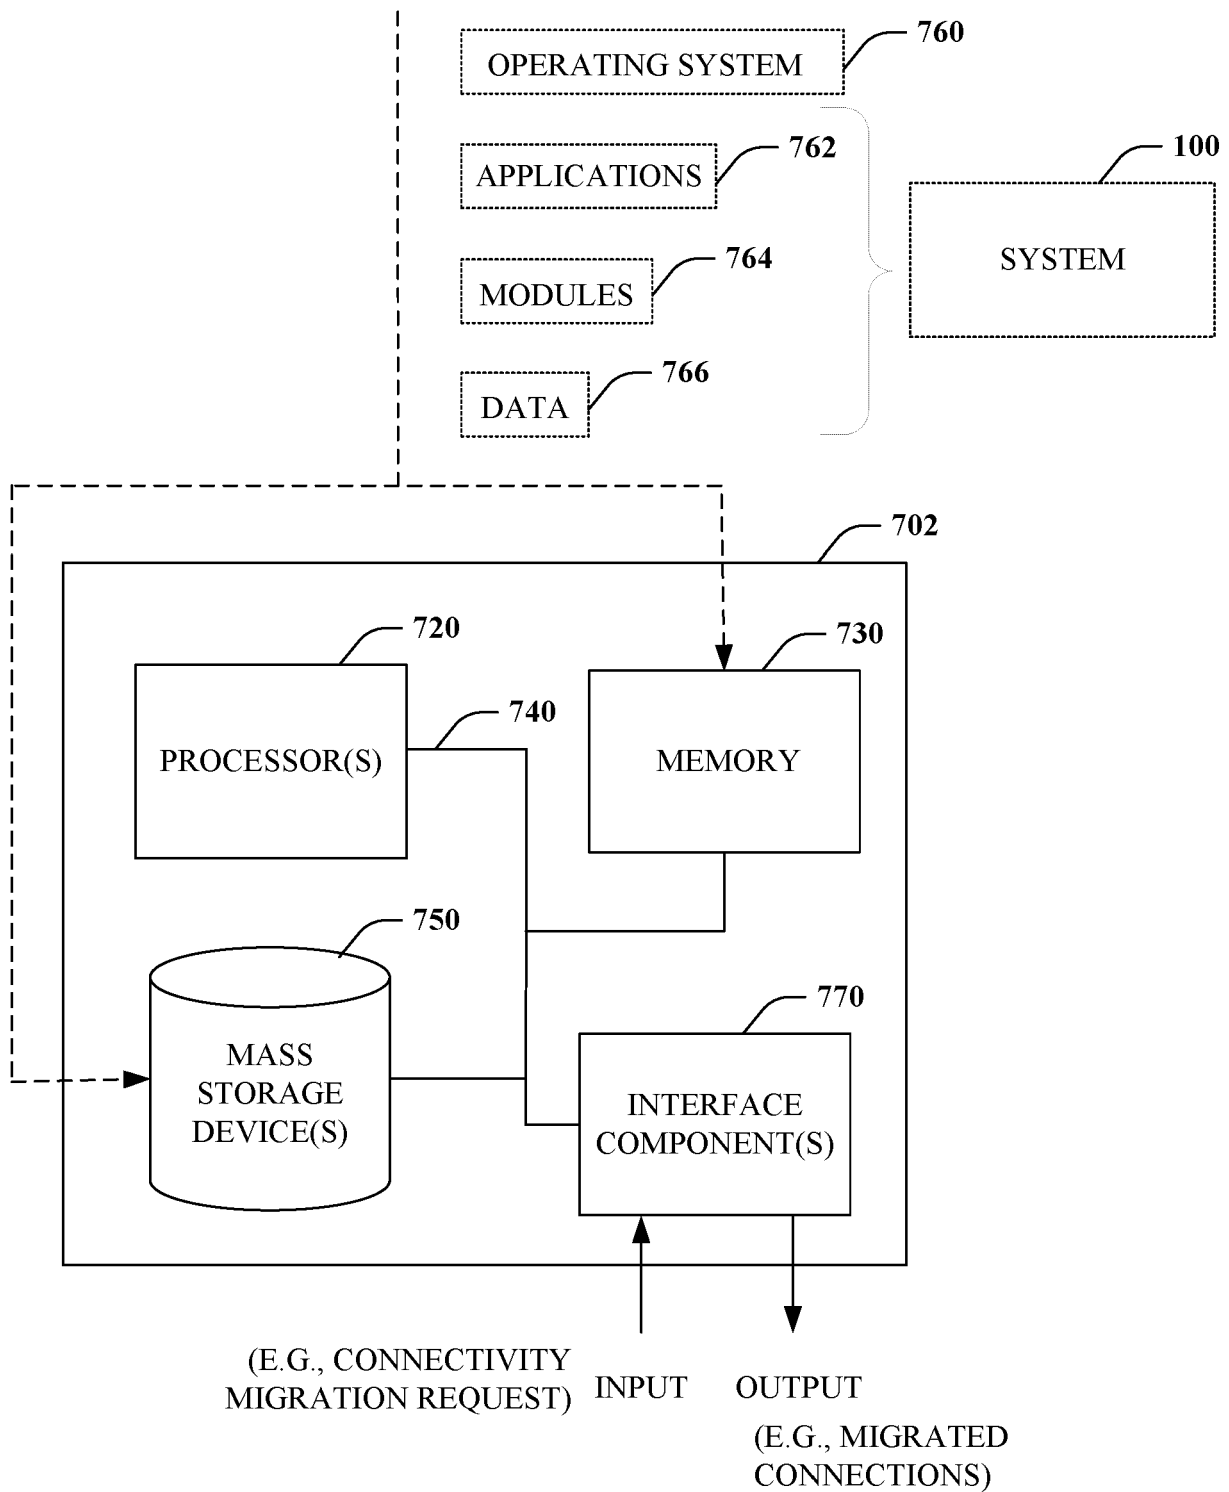 760
OPERATING SYSTEM
762
APPLICATIONS
100
SYSTEM
764
MODULES
766
DATA
702
720
PROCESSOR(S)
740
730
MEMORY
750
MASS
STORAGE
DEVICE(S)
770
INTERFACE
COMPONENT(S)
(E.G., CONNECTIVITY
MIGRATION REQUEST)
INPUT
OUTPUT
(E.G., MIGRATED
CONNECTIONS)